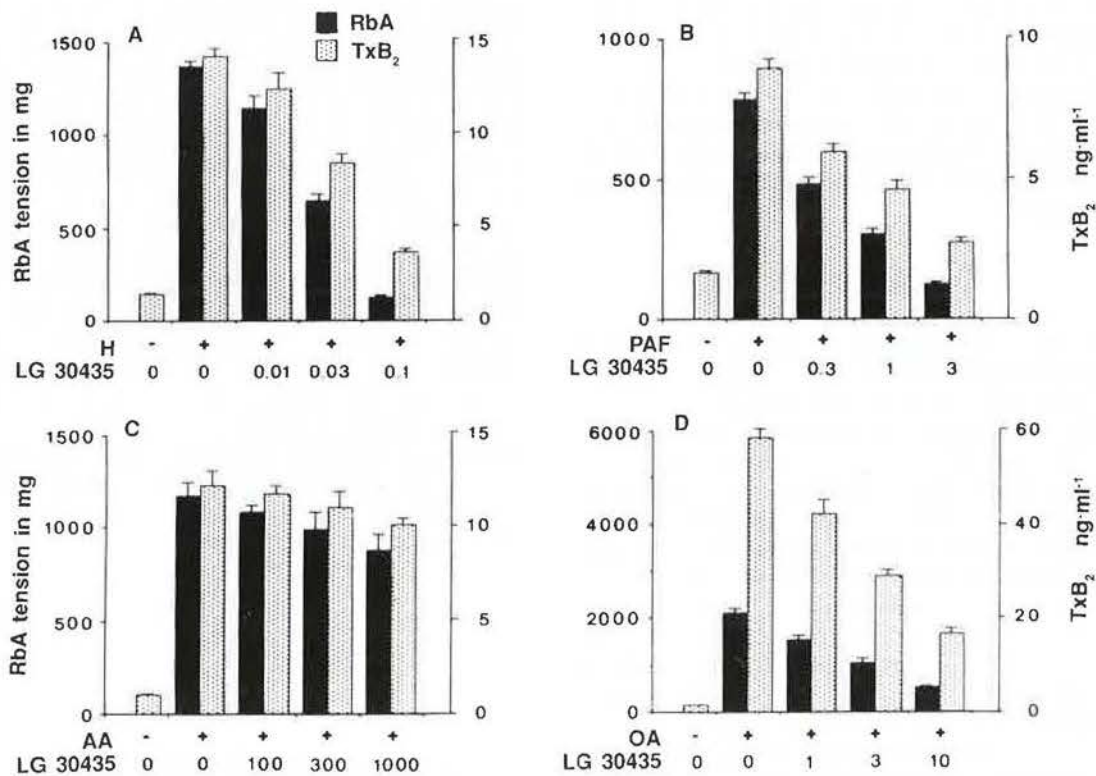 A
RbA
TxB2
RbA tension in mg
1500
1000
500
0
15
10
5
0
H - + + + +
LG 30435 0 0 0.01 0.03 0.1
B
1000
500
0
10
5
0
TxB2 ng·ml-1
PAF - + + + +
LG 30435 0 0 0.3 1 3
C
RbA tension in mg
1500
1000
500
0
15
10
5
0
AA - + + + +
LG 30435 0 0 100 300 1000
D
6000
4000
2000
0
60
40
20
0
TxB2 ng·ml-1
OA - + + + +
LG 30435 0 0 1 3 10